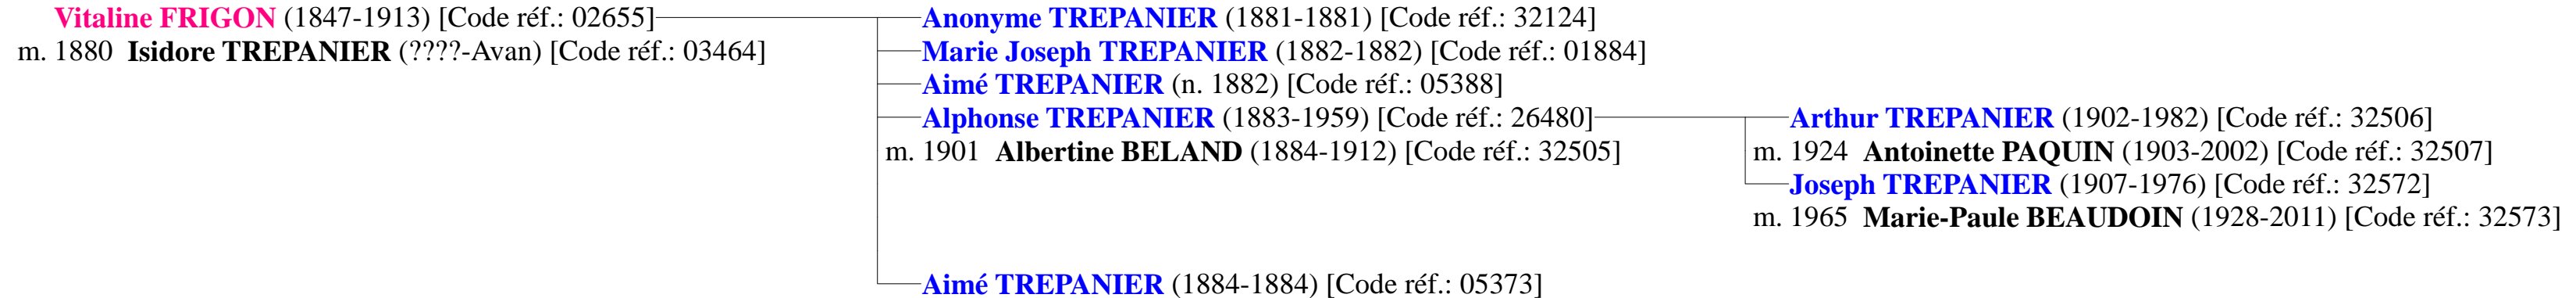 Vitaline FRIGON (1847-1913) [Code réf.: 02655]
m. 1880 Isidore TREPANIER (????-Avan) [Code réf.: 03464]
Anonyme TREPANIER (1881-1881) [Code réf.: 32124]
Marie Joseph TREPANIER (1882-1882) [Code réf.: 01884]
Aimé TREPANIER (n. 1882) [Code réf.: 05388]
Alphonse TREPANIER (1883-1959) [Code réf.: 26480]
m. 1901 Albertine BELAND (1884-1912) [Code réf.: 32505]
Arthur TREPANIER (1902-1982) [Code réf.: 32506]
m. 1924 Antoinette PAQUIN (1903-2002) [Code réf.: 32507]
Joseph TREPANIER (1907-1976) [Code réf.: 32572]
m. 1965 Marie-Paule BEAUDOIN (1928-2011) [Code réf.: 32573]
Aimé TREPANIER (1884-1884) [Code réf.: 05373]